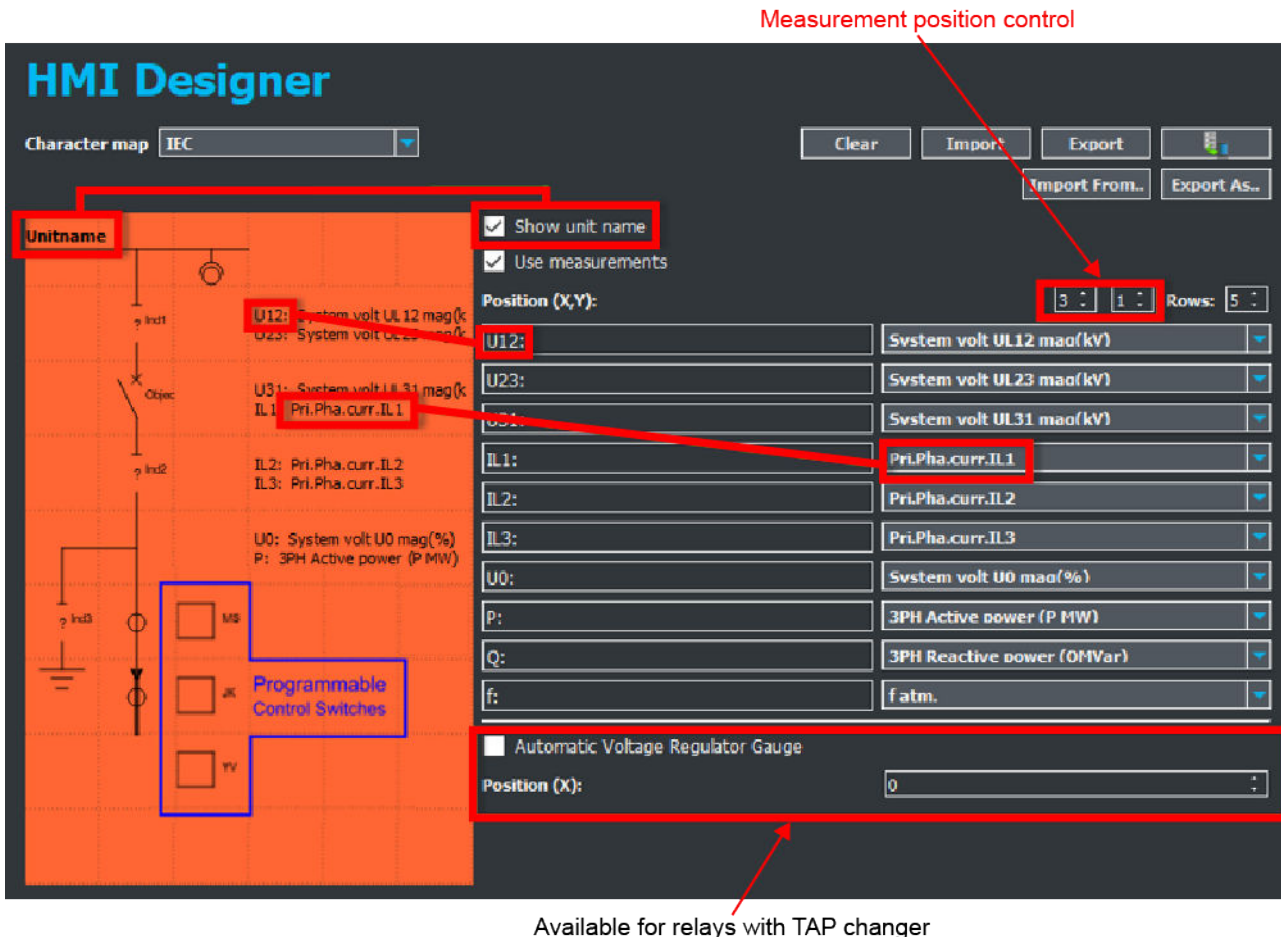 Measurement position control
HMI Designer
Character map IEC
Clear Import Export
Import From.. Export As..
Unitname
Show unit name
Use measurements
Position (X,Y): 3 1 Rows: 5
? Ind1
U12: System volt UL12 mag(k
U23: System volt UL23 mag(k
Objec
U31: System volt UL31 mag(k
IL1: Pri.Pha.curr.IL1
? Ind2
IL2: Pri.Pha.curr.IL2
IL3: Pri.Pha.curr.IL3
U0: System volt U0 mag(%)
P: 3PH Active power (P MW)
? Ind3
MS
JK
YV
Programmable
Control Switches
U12: System volt UL12 mag(kV)
U23: System volt UL23 mag(kV)
U31: System volt UL31 mag(kV)
IL1: Pri.Pha.curr.IL1
IL2: Pri.Pha.curr.IL2
IL3: Pri.Pha.curr.IL3
U0: System volt U0 mag(%)
P: 3PH Active power (P MW)
Q: 3PH Reactive power (QMVar)
f: f atm.
Automatic Voltage Regulator Gauge
Position (X): 0
Available for relays with TAP changer